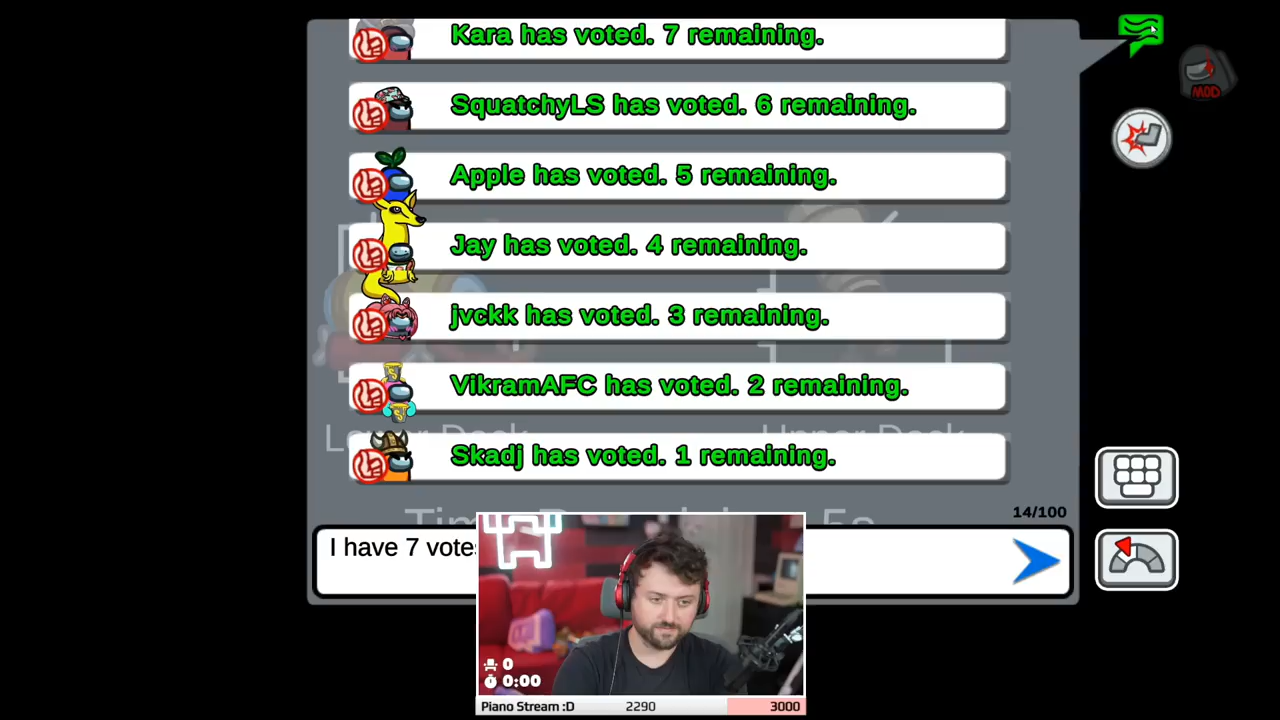 Kara has voted. 7 remaining.
MOD
SquatchyLS has voted. 6 remaining.
Apple has voted. 5 remaining.
Jay has voted. 4 remaining.
jvckk has voted. 3 remaining.
VikramAFC has voted. 2 remaining.
Skadj has voted. 1 remaining.
14/100
I have 7 vote
0
0:00
Piano Stream :D 2290 3000